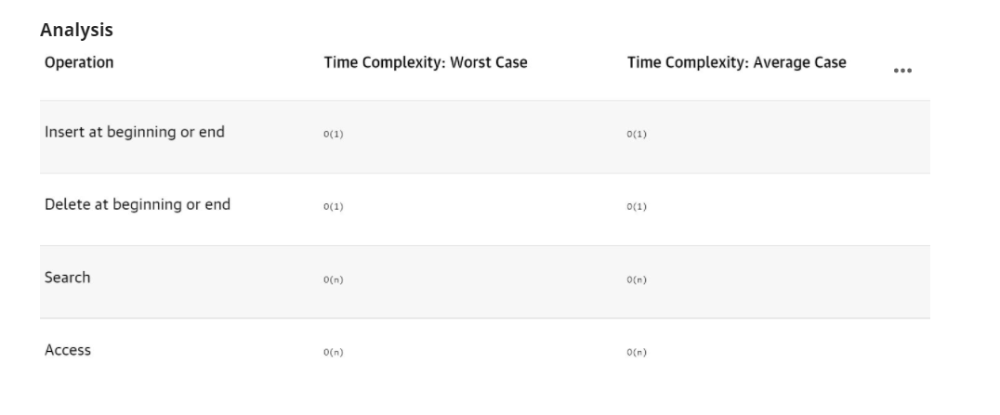 Analysis
Operation Time Complexity: Worst Case Time Complexity: Average Case
Insert at beginning or end O(1) O(1)
Delete at beginning or end O(1) O(1)
Search O(n) O(n)
Access O(n) O(n)